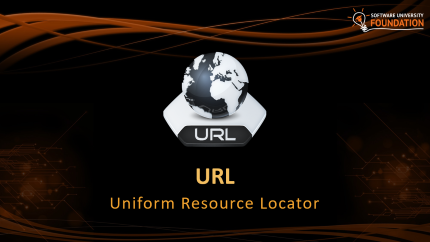 SOFTWARE UNIVERSITY
FOUNDATION
URL
URL
Uniform Resource Locator